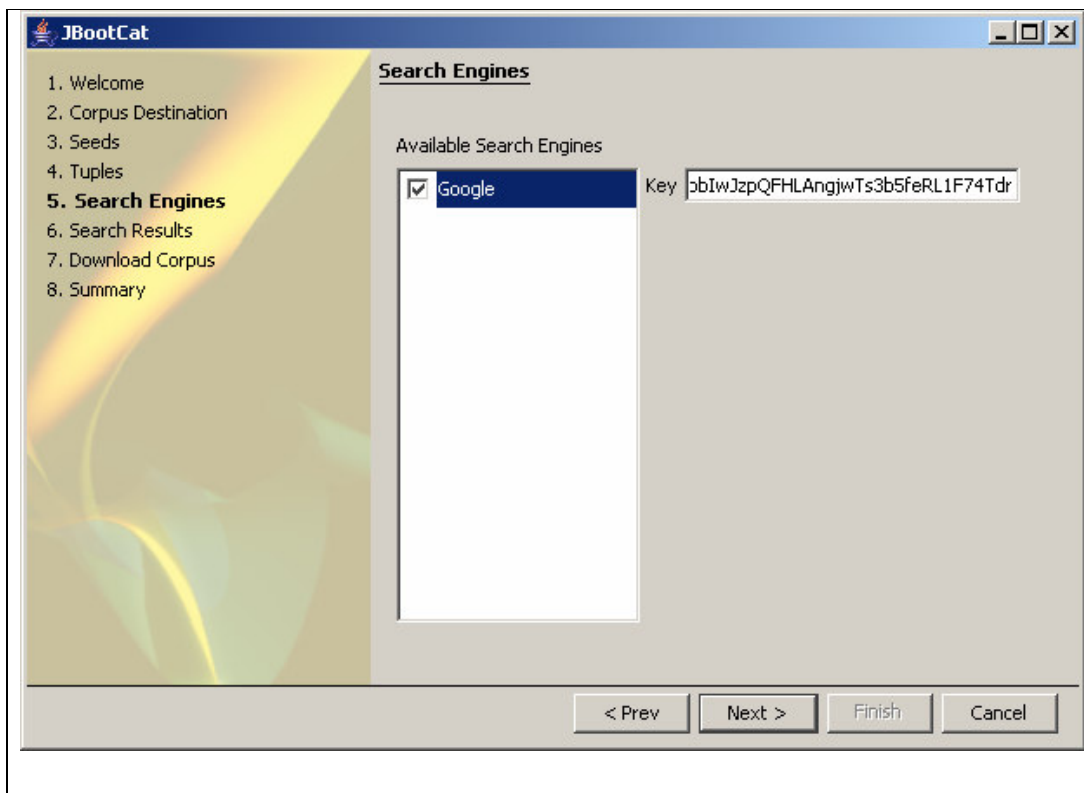 JBootCat
1. Welcome
2. Corpus Destination
3. Seeds
4. Tuples
5. Search Engines
6. Search Results
7. Download Corpus
8. Summary
Search Engines
Available Search Engines
Google
Key obIwJzpQFHLAngjwTs3b5feRL1F74Tdr
< Prev
Next >
Finish
Cancel